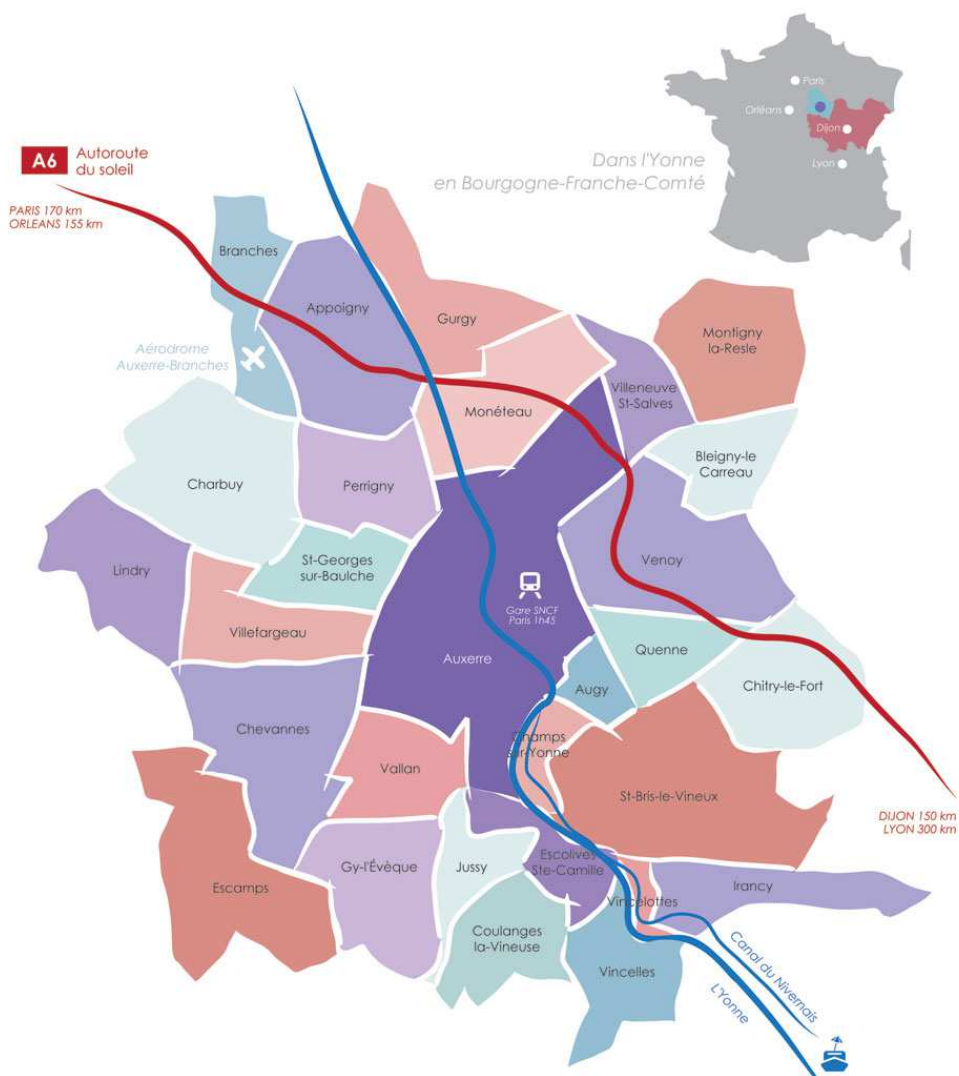 Paris
Orléans
Dijon
Lyon
Dans l'Yonne
en Bourgogne-Franche-Comté
A6
Autoroute
du soleil
PARIS 170 km
ORLEANS 155 km
Branches
Appoigny
Gurgy
Montigny
la-Resle
Aérodrome
Auxerre-Branches
Villeneuve
St-Salves
Monéteau
Bleigny-le
Carreau
Charbuy
Perrigny
Venoy
St-Georges
sur-Baulche
Lindry
Gare SNCF
Paris 1h45
Villefargeau
Quenne
Auxerre
Augy
Chitry-le-Fort
Chevannes
Champs
sur-Yonne
Vallan
St-Bris-le-Vineux
DIJON 150 km
LYON 300 km
Escolives
Ste-Camille
Gy-l'Évèque
Jussy
Escamps
Irancy
Vincelottes
Coulanges
la-Vineuse
Vincelles
Canal du Nivernais
L'Yonne